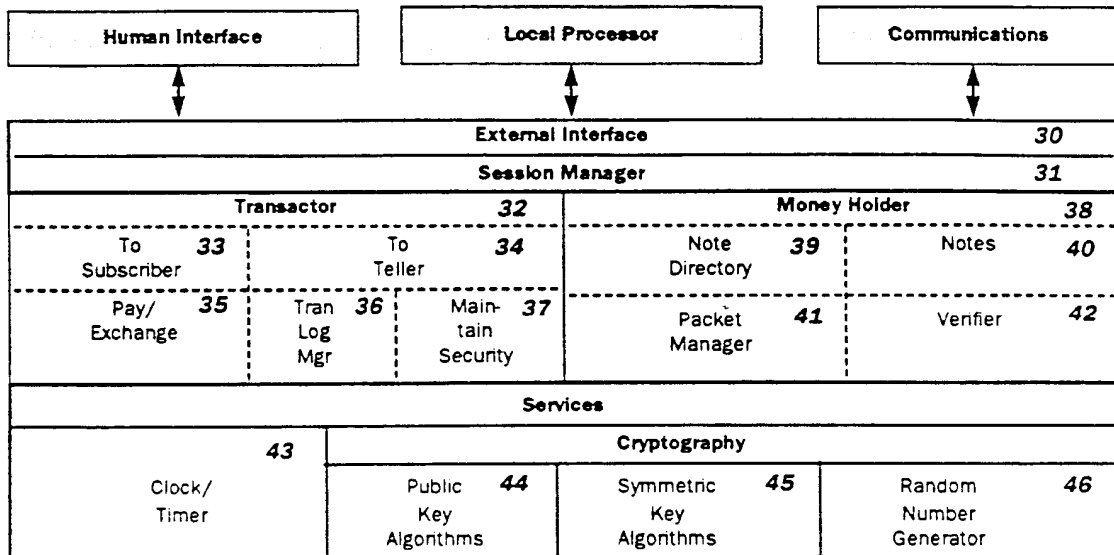 Human Interface
Local Processor
Communications
External Interface 30
Session Manager 31
Transactor 32
Money Holder 38
To Subscriber 33
To Teller 34
Note Directory 39
Notes 40
Pay/ Exchange 35
Tran Log Mgr 36
Main- tain Security 37
Packet Manager 41
Verifier 42
Services
43
Clock/ Timer
Cryptography
Public Key Algorithms 44
Symmetric Key Algorithms 45
Random Number Generator 46